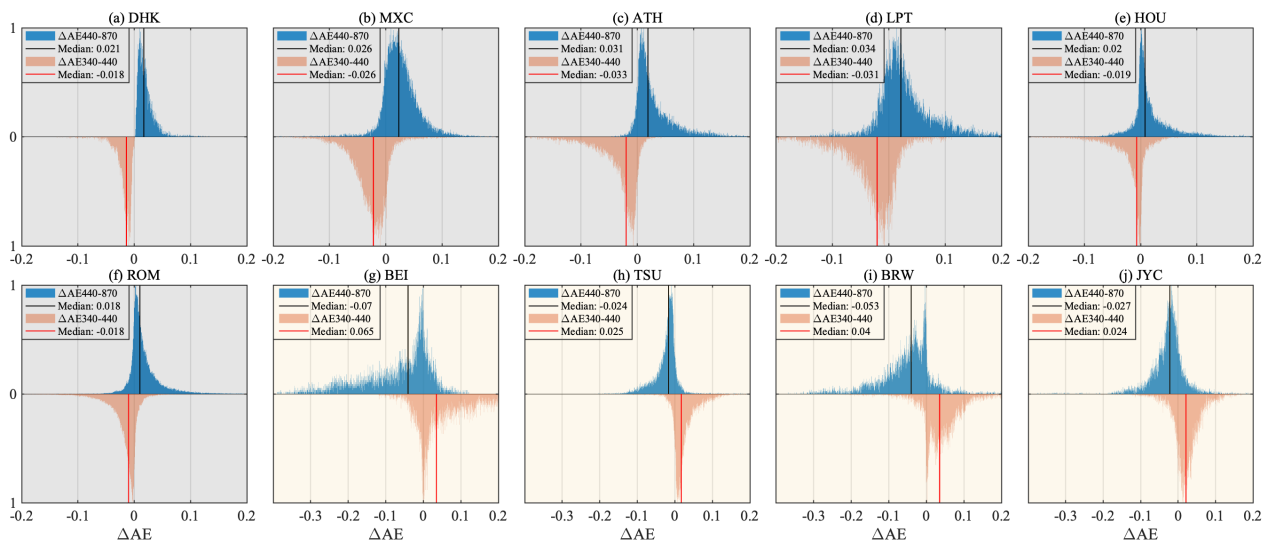 (a) DHK
(b) MXC
(c) ATH
(d) LPT
(e) HOU
1
0
1
ΔAE440-870
Median: 0.021
ΔAE340-440
Median: -0.018
ΔAE440-870
Median: 0.026
ΔAE340-440
Median: -0.026
ΔAE440-870
Median: 0.031
ΔAE340-440
Median: -0.033
ΔAE440-870
Median: 0.034
ΔAE340-440
Median: -0.031
ΔAE440-870
Median: 0.02
ΔAE340-440
Median: -0.019
-0.2 -0.1 0 0.1 0.2
-0.2 -0.1 0 0.1 0.2
-0.2 -0.1 0 0.1 0.2
-0.2 -0.1 0 0.1 0.2
-0.2 -0.1 0 0.1 0.2
(f) ROM
(g) BEI
(h) TSU
(i) BRW
(j) JYC
1
0
1
ΔAE440-870
Median: 0.018
ΔAE340-440
Median: -0.018
ΔAE440-870
Median: -0.07
ΔAE340-440
Median: 0.065
ΔAE440-870
Median: -0.024
ΔAE340-440
Median: 0.025
ΔAE440-870
Median: -0.053
ΔAE340-440
Median: 0.04
ΔAE440-870
Median: -0.027
ΔAE340-440
Median: 0.024
-0.2 -0.1 0 0.1 0.2
-0.3 -0.2 -0.1 0 0.1 0.2
-0.3 -0.2 -0.1 0 0.1 0.2
-0.3 -0.2 -0.1 0 0.1 0.2
-0.3 -0.2 -0.1 0 0.1 0.2
ΔAE
ΔAE
ΔAE
ΔAE
ΔAE